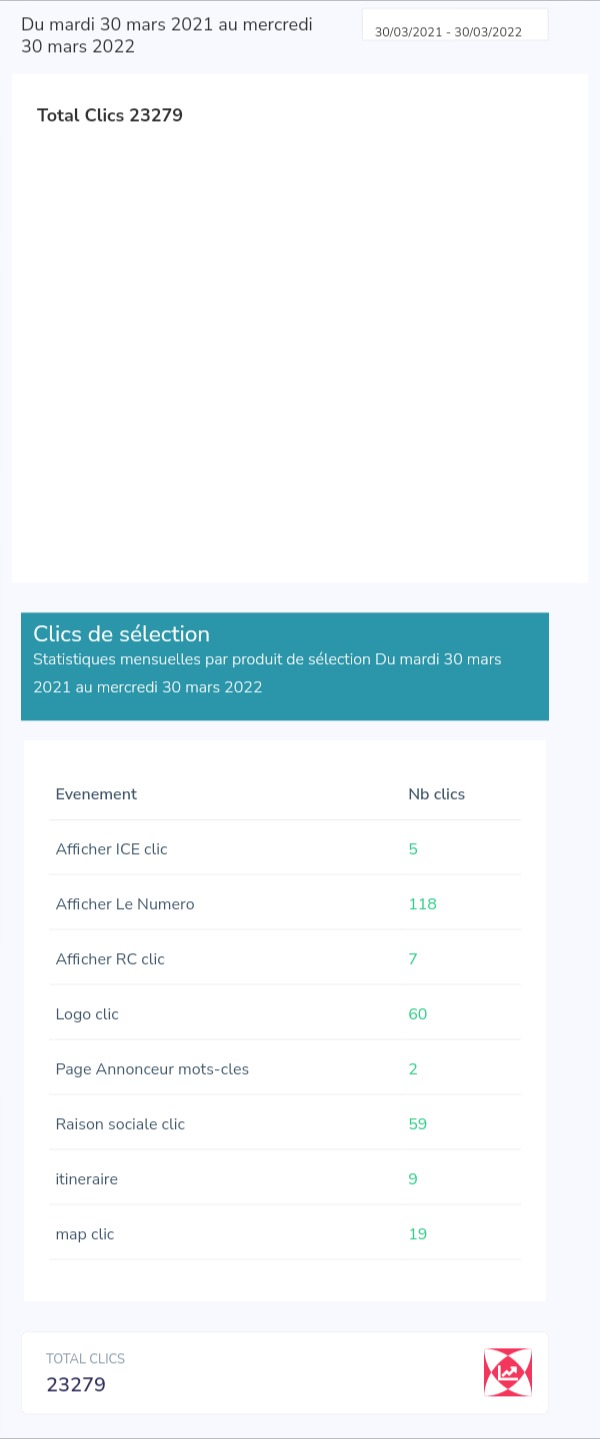 Du mardi 30 mars 2021 au mercredi
30 mars 2022
30/03/2021 - 30/03/2022
Total Clics 23279
Clics de sélection
Statistiques mensuelles par produit de sélection Du mardi 30 mars
2021 au mercredi 30 mars 2022
Evenement Nb clics
Afficher ICE clic 5
Afficher Le Numero 118
Afficher RC clic 7
Logo clic 60
Page Annonceur mots-cles 2
Raison sociale clic 59
itineraire 9
map clic 19
TOTAL CLICS
23279